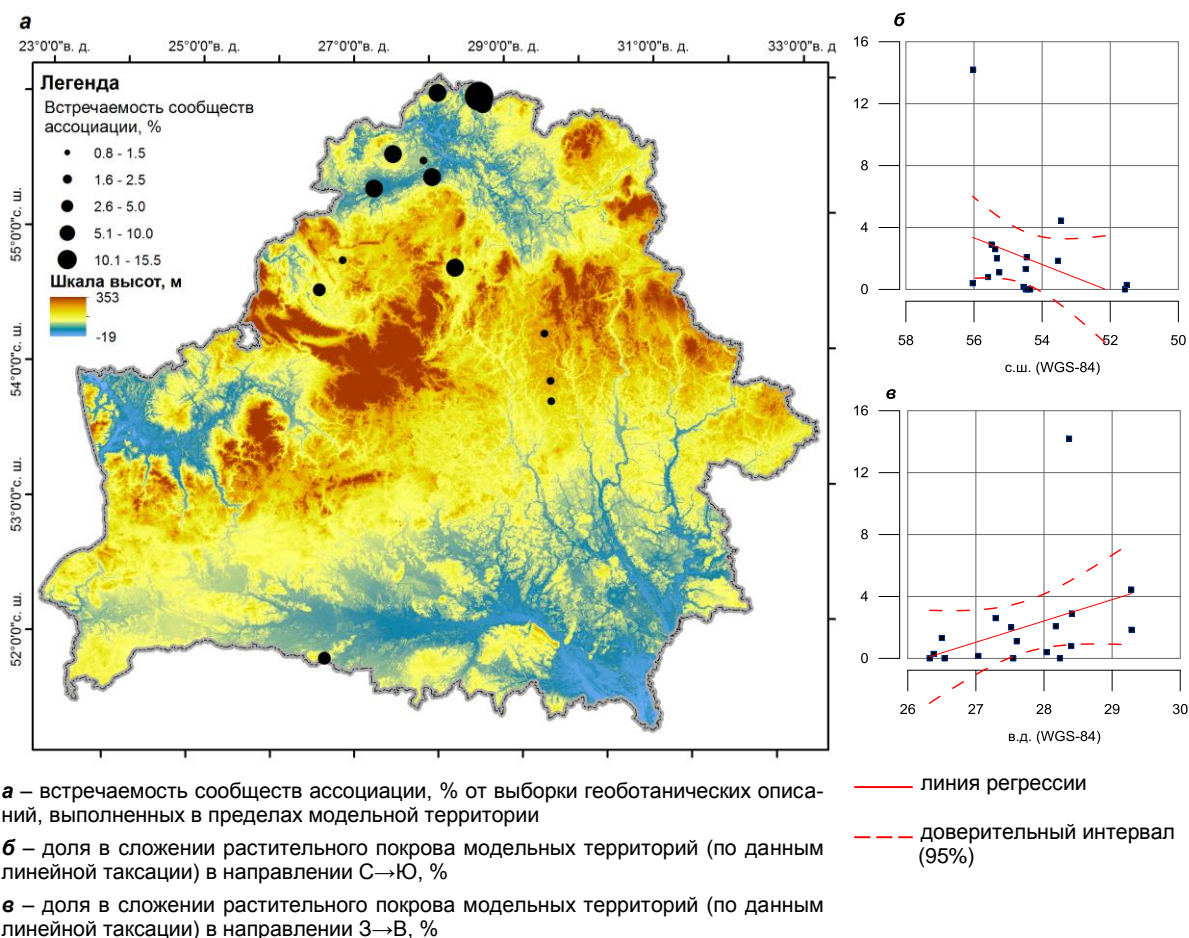 а
23°0'0"в. д.
25°0'0"в. д.
27°0'0"в. д.
29°0'0"в. д.
31°0'0"в. д.
33°0'0"в. д
55°0'0"с. ш.
54°0'0"с. ш.
53°0'0"с. ш.
52°0'0"с. ш.
Легенда
Встречаемость сообществ
ассоциации, %
0.8 - 1.5
1.6 - 2.5
2.6 - 5.0
5.1 - 10.0
10.1 - 15.5
Шкала высот, м
353
-19
б
16
12
8
4
0
58
56
54
52
50
с.ш. (WGS-84)
в
16
12
8
4
0
26
27
28
29
30
в.д. (WGS-84)
а – встречаемость сообществ ассоциации, % от выборки геоботанических описа-
ний, выполненных в пределах модельной территории
б – доля в сложении растительного покрова модельных территорий (по данным
линейной таксации) в направлении С→Ю, %
в – доля в сложении растительного покрова модельных территорий (по данным
линейной таксации) в направлении З→В, %
линия регрессии
доверительный интервал
(95%)